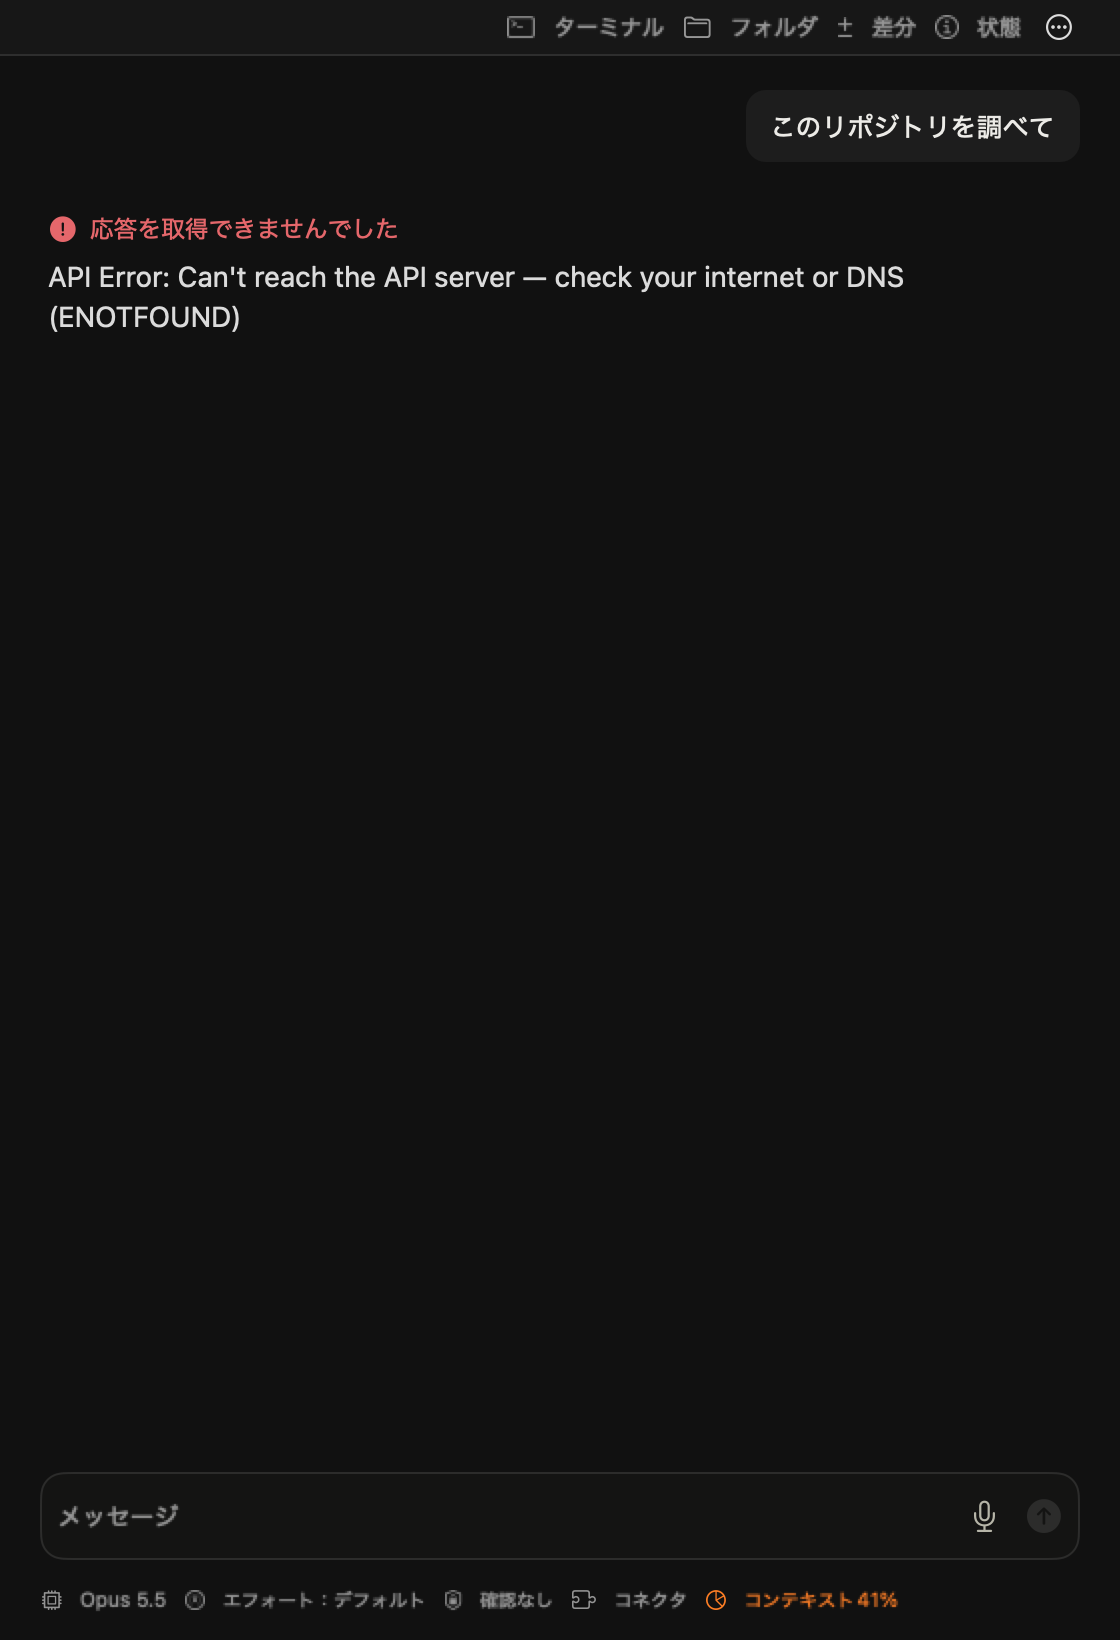 ターミナル フォルダ 差分 状態
このリポジトリを調べて
応答を取得できませんでした
API Error: Can't reach the API server — check your internet or DNS
(ENOTFOUND)
メッセージ
Opus 5.5 エフォート：デフォルト 確認なし コネクタ コンテキスト 41%